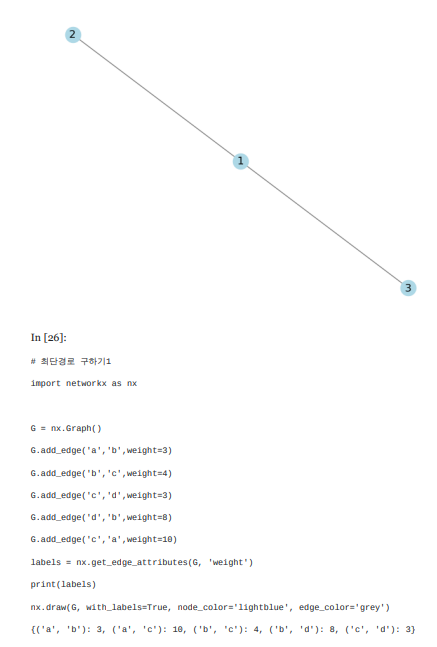 2
1
3
In [26]:
# 최단경로 구하기1
import networkx as nx
G = nx.Graph()
G.add_edge('a','b',weight=3)
G.add_edge('b','c',weight=4)
G.add_edge('c','d',weight=3)
G.add_edge('d','b',weight=8)
G.add_edge('c','a',weight=10)
labels = nx.get_edge_attributes(G, 'weight')
print(labels)
nx.draw(G, with_labels=True, node_color='lightblue', edge_color='grey')
{('a', 'b'): 3, ('a', 'c'): 10, ('b', 'c'): 4, ('b', 'd'): 8, ('c', 'd'): 3}